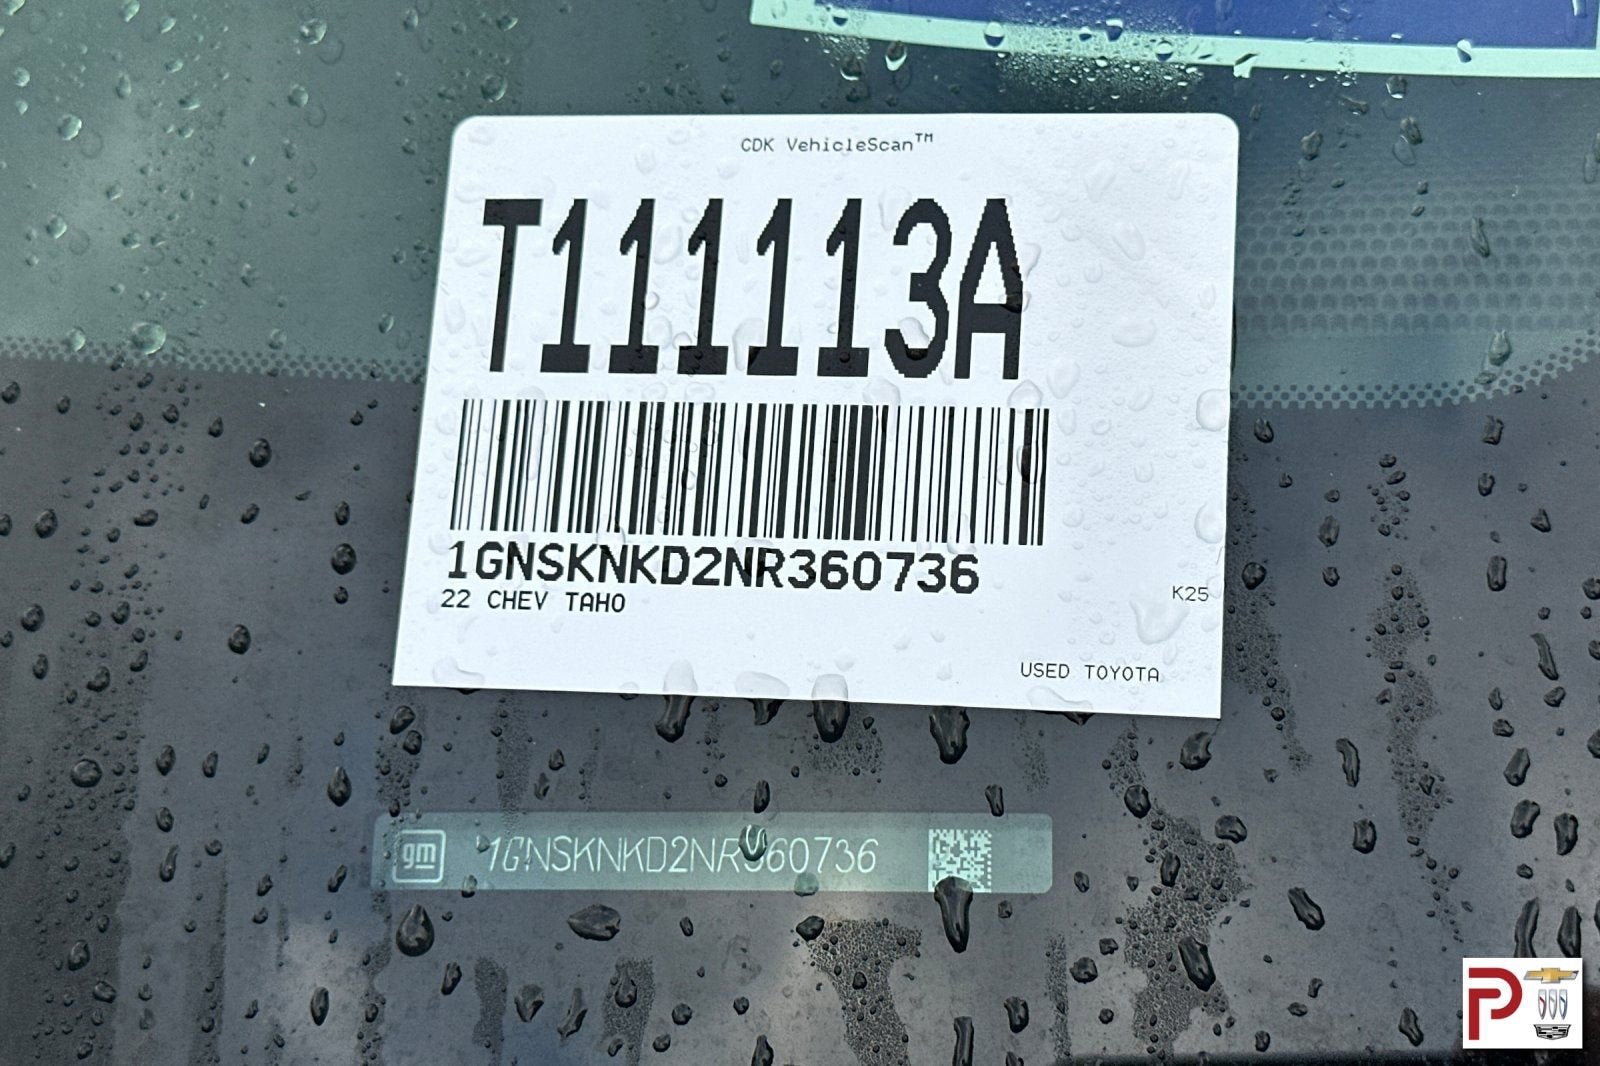 CDK VehicleScan™
T111113A
1GNSKNKD2NR360736
22 CHEV TAHO
K25
USED TOYOTA
gm 1GNSKNKD2NR360736
P